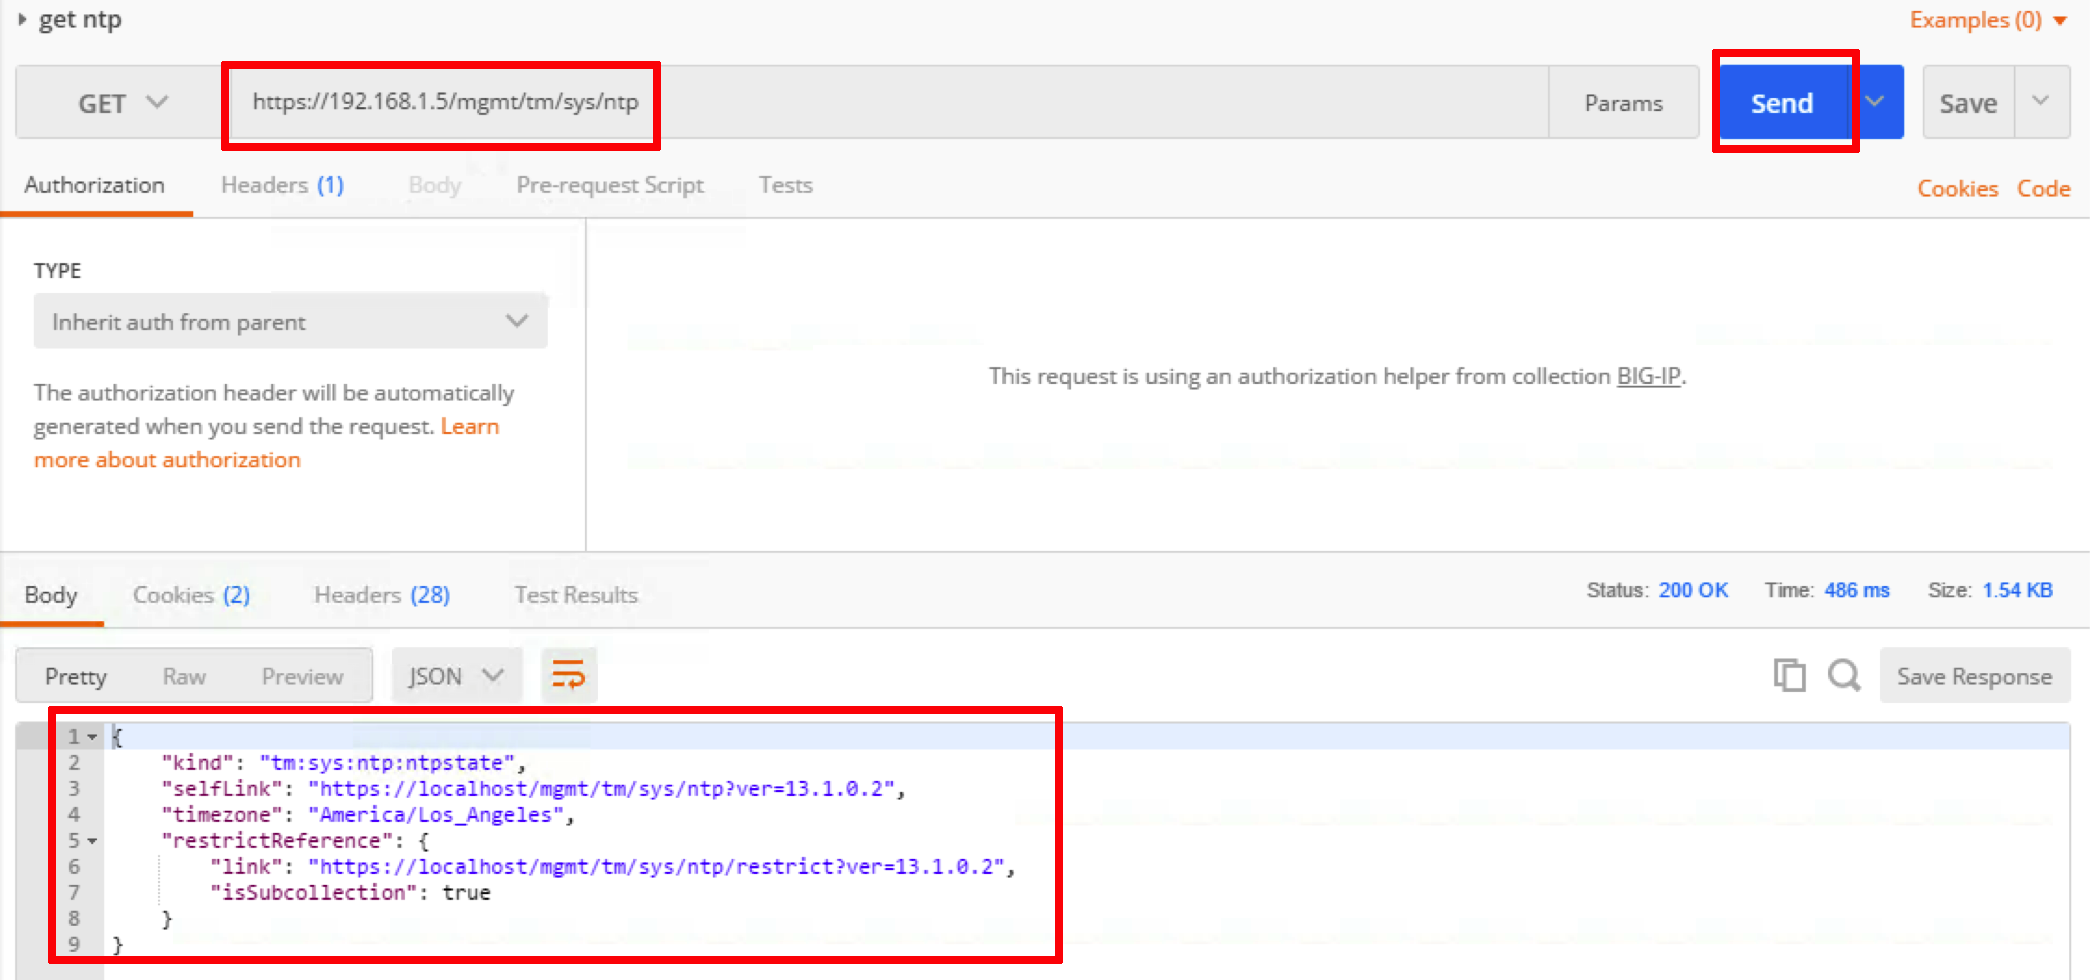 get ntp
Examples (0)
GET https://192.168.1.5/mgmt/tm/sys/ntp Params Send Save
Authorization Headers (1) Body Pre-request Script Tests Cookies Code
TYPE
Inherit auth from parent
The authorization header will be automatically
generated when you send the request. Learn
more about authorization
This request is using an authorization helper from collection BIG-IP.
Body Cookies (2) Headers (28) Test Results Status: 200 OK Time: 486 ms Size: 1.54 KB
Pretty Raw Preview JSON Save Response
1 {
2 "kind": "tm:sys:ntp:ntpstate",
3 "selfLink": "https://localhost/mgmt/tm/sys/ntp?ver=13.1.0.2",
4 "timezone": "America/Los_Angeles",
5 "restrictReference": {
6 "link": "https://localhost/mgmt/tm/sys/ntp/restrict?ver=13.1.0.2",
7 "isSubcollection": true
8 }
9 }